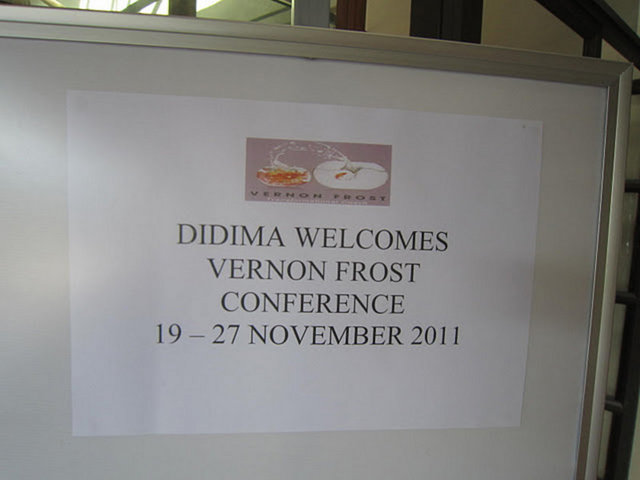 VERNON FROST
DIDIMA WELCOMES
VERNON FROST
CONFERENCE
19 – 27 NOVEMBER 2011